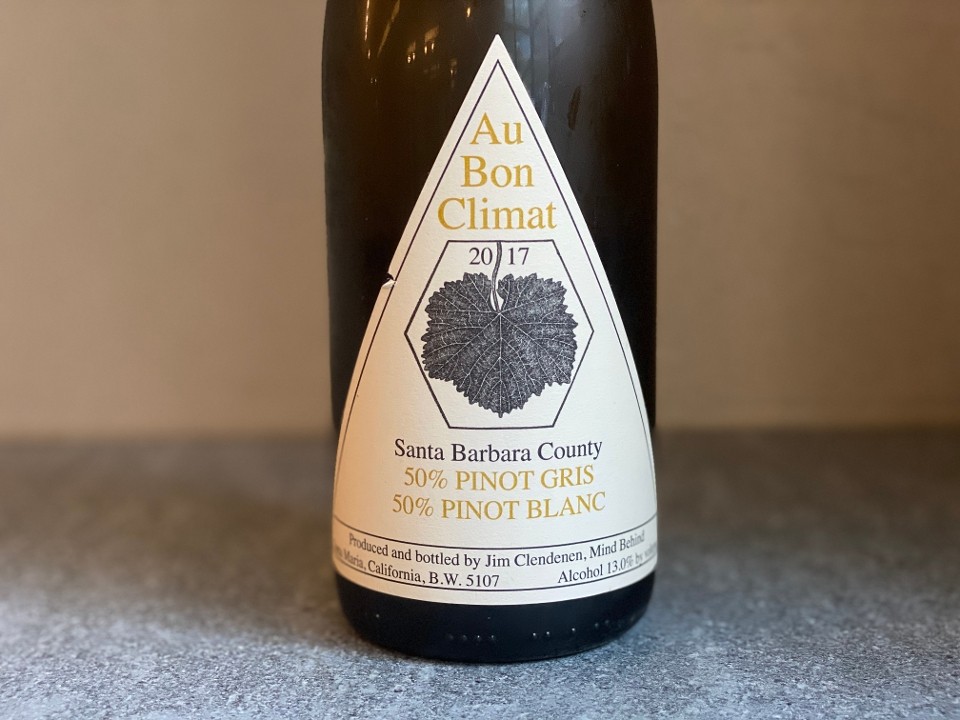 Au
Bon
Climat
20 17
Santa Barbara County
50% PINOT GRIS
50% PINOT BLANC
Produced and bottled by Jim Clendenen, Mind Behind
Maria, California, B.W. 5107 Alcohol 13.0% by